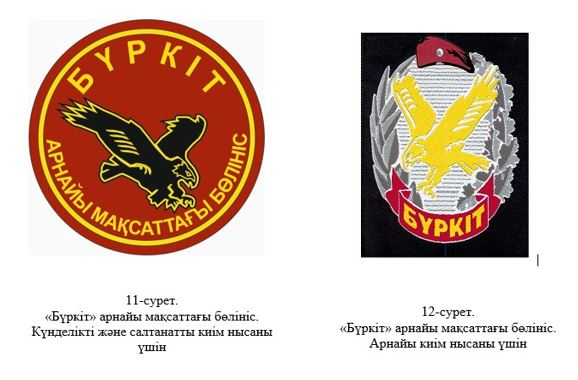 БҮРКІТ
АРНАЙЫ МАҚСАТТАҒЫ БӨЛІНІС
БҮРКІТ
11-сурет.
«Бүркіт» арнайы мақсаттағы бөлініс.
Күнделікті және салтанатты киім нысаны
үшін
12-сурет.
«Бүркіт» арнайы мақсаттағы бөлініс.
Арнайы киім нысаны үшін